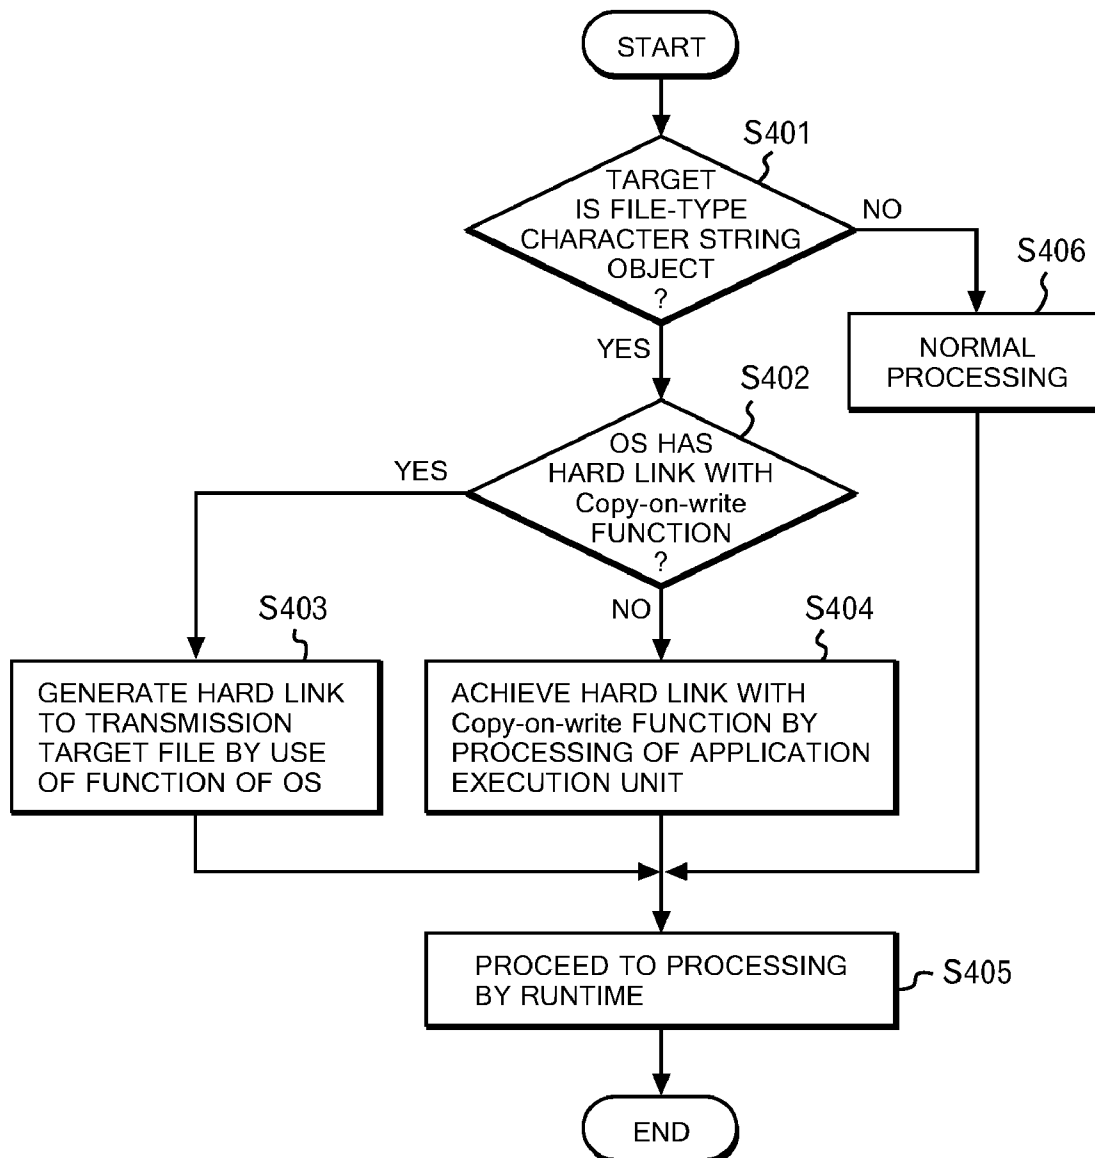 START
S401
TARGET
IS FILE-TYPE
CHARACTER STRING
OBJECT
?
NO
S406
NORMAL
PROCESSING
YES
S402
OS HAS
HARD LINK WITH
Copy-on-write
FUNCTION
?
YES
NO
S403
GENERATE HARD LINK
TO TRANSMISSION
TARGET FILE BY USE
OF FUNCTION OF OS
S404
ACHIEVE HARD LINK WITH
Copy-on-write FUNCTION BY
PROCESSING OF APPLICATION
EXECUTION UNIT
PROCEED TO PROCESSING
BY RUNTIME
S405
END